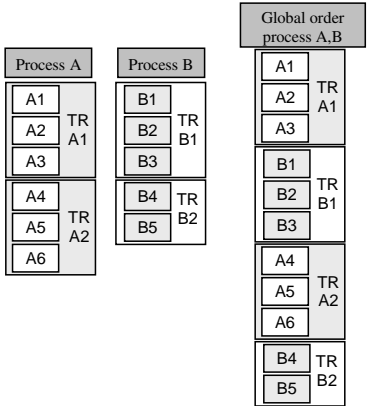 Process A
A1
A2
A3
TR
A1
A4
A5
A6
TR
A2
Process B
B1
B2
B3
TR
B1
B4
B5
TR
B2
Global order
process A,B
A1
A2
A3
TR
A1
B1
B2
B3
TR
B1
A4
A5
A6
TR
A2
B4
B5
TR
B2